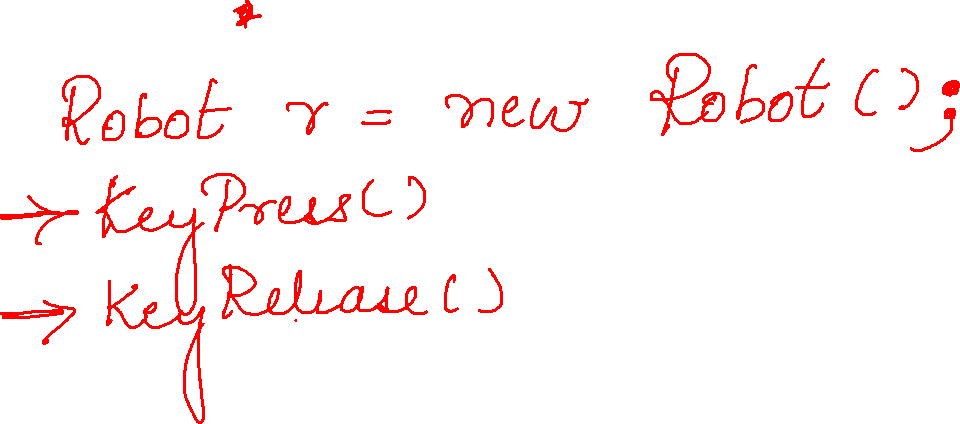 Robot r = new Robot();
→ KeyPress()
→ KeyRelease()